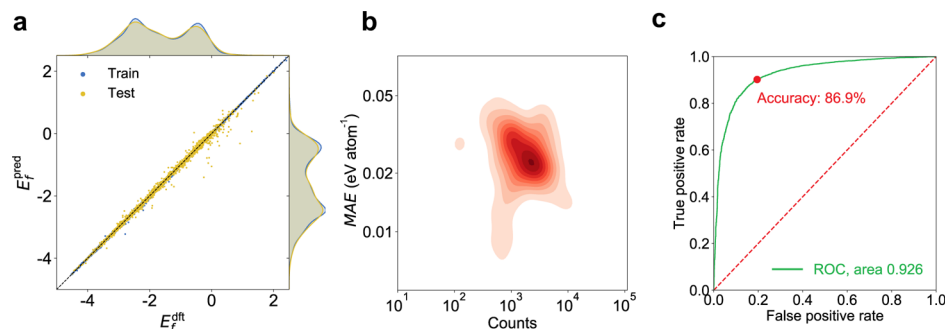 a
Train
Test
2
0
-2
-4
E_f^pred
-4
-2
0
2
E_f^dft
b
0.05
0.02
0.01
MAE (eV atom⁻¹)
10¹
10²
10³
10⁴
10⁵
Counts
c
1.0
0.8
0.6
0.4
0.2
0.0
True positive rate
Accuracy: 86.9%
ROC, area 0.926
0.0
0.2
0.4
0.6
0.8
1.0
False positive rate